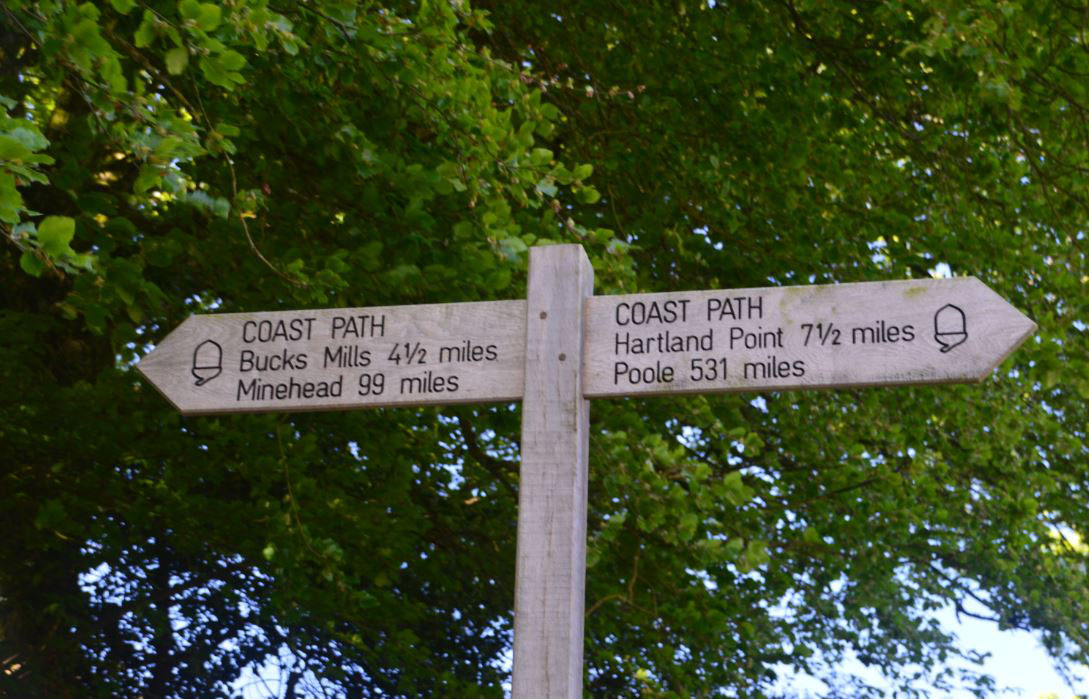 COAST PATH
Bucks Mills 4½ miles
Minehead 99 miles
COAST PATH
Hartland Point 7½ miles
Poole 531 miles